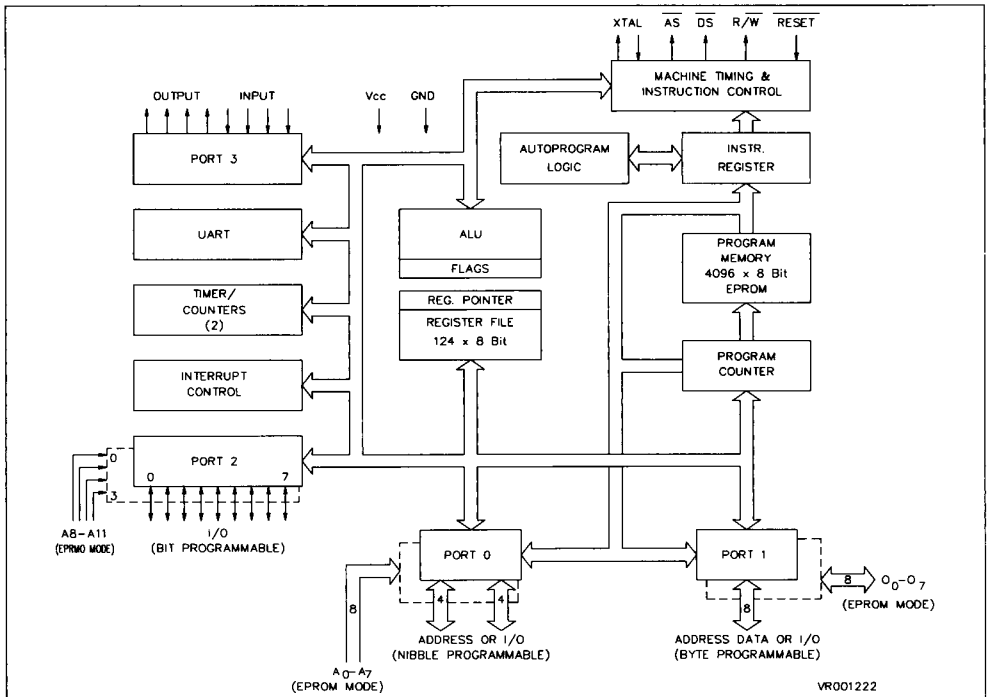 XTAL AS DS R/W RESET
MACHINE TIMING &
INSTRUCTION CONTROL
OUTPUT INPUT
Vcc GND
PORT 3
AUTOPROGRAM
LOGIC
INSTR.
REGISTER
UART
ALU
FLAGS
PROGRAM
MEMORY
4096 x 8 Bit
EPROM
TIMER/
COUNTERS
(2)
REG. POINTER
REGISTER FILE
124 x 8 Bit
PROGRAM
COUNTER
INTERRUPT
CONTROL
PORT 2
0 7
0
3
A8-A11
(EPRMO MODE)
I/O
(BIT PROGRAMMABLE)
PORT 0
4 4
8
ADDRESS OR I/O
(NIBBLE PROGRAMMABLE)
A0-A7
(EPROM MODE)
PORT 1
8
8 O0-O7
(EPROM MODE)
ADDRESS DATA OR I/O
(BYTE PROGRAMMABLE)
VR001222